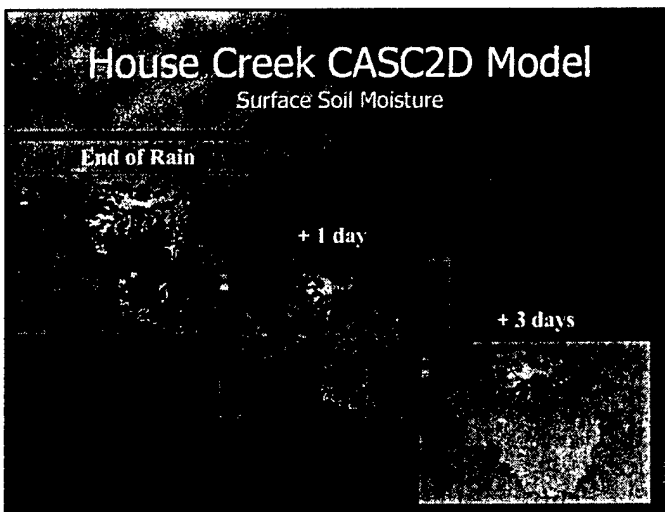 House Creek CASC2D Model
Surface Soil Moisture
End of Rain
+ 1 day
+ 3 days